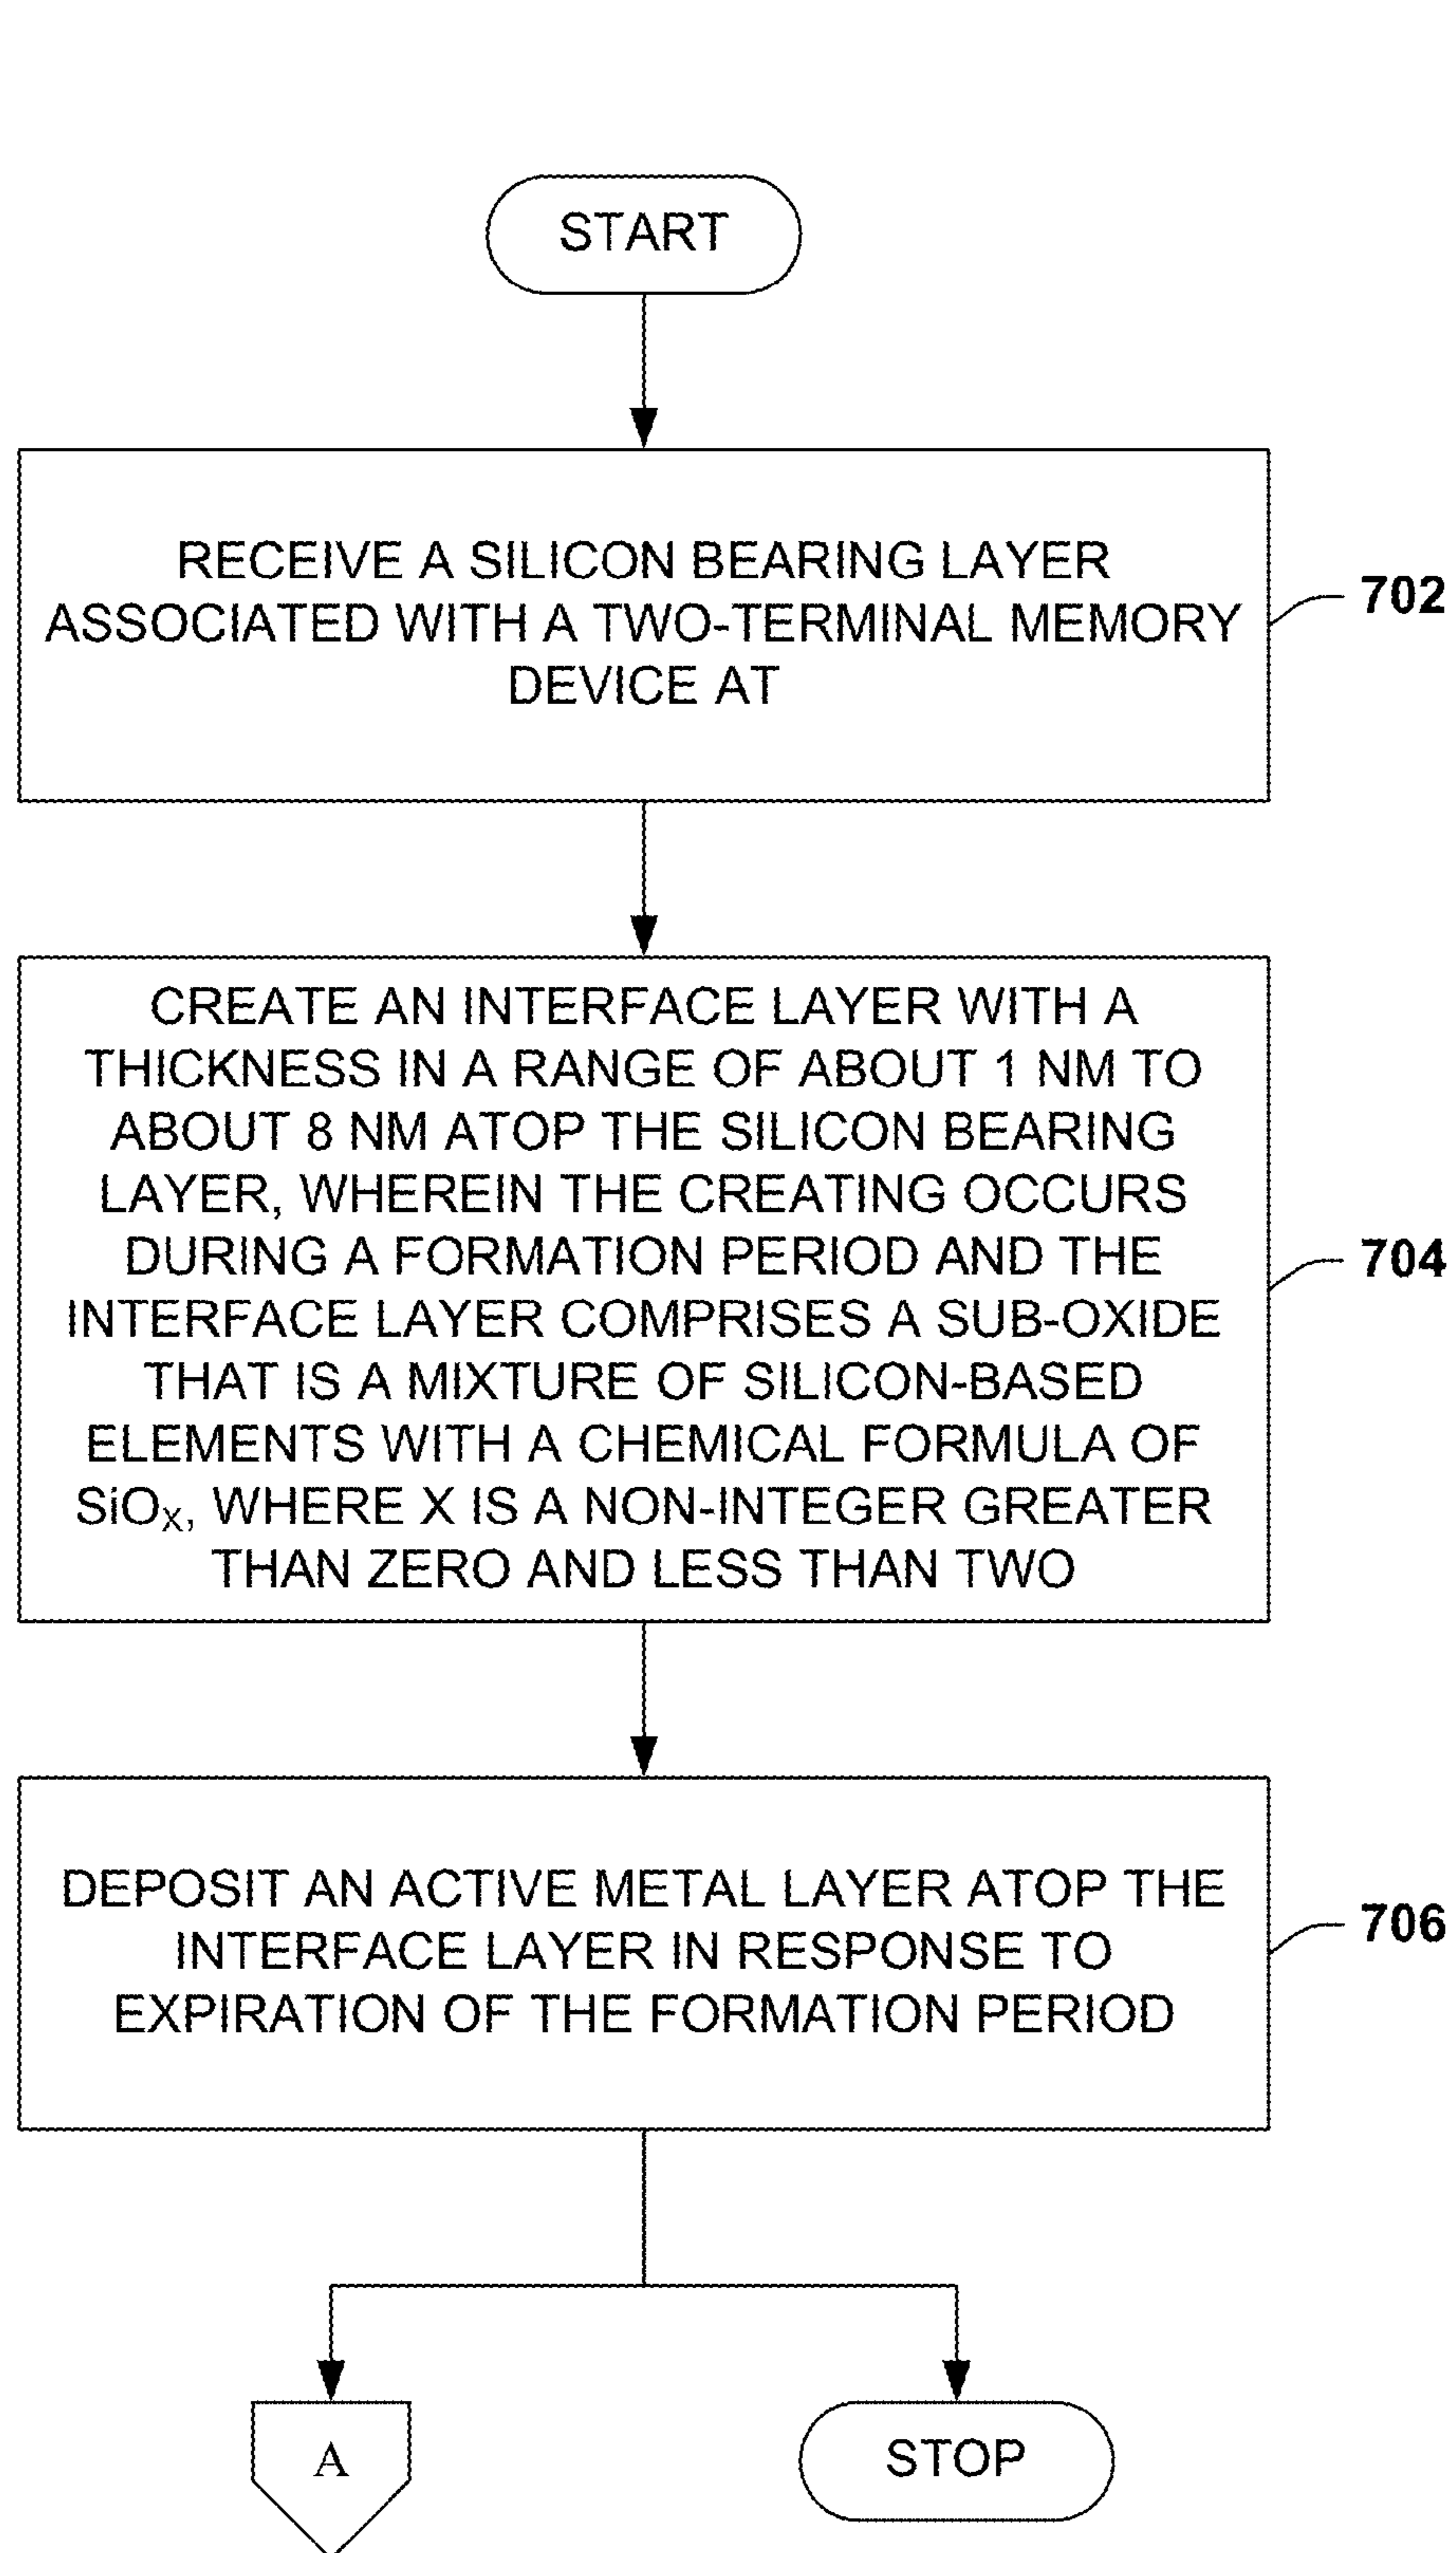 START
RECEIVE A SILICON BEARING LAYER
ASSOCIATED WITH A TWO-TERMINAL MEMORY
DEVICE AT
702
CREATE AN INTERFACE LAYER WITH A
THICKNESS IN A RANGE OF ABOUT 1 NM TO
ABOUT 8 NM ATOP THE SILICON BEARING
LAYER, WHEREIN THE CREATING OCCURS
DURING A FORMATION PERIOD AND THE
INTERFACE LAYER COMPRISES A SUB-OXIDE
THAT IS A MIXTURE OF SILICON-BASED
ELEMENTS WITH A CHEMICAL FORMULA OF
SiOX, WHERE X IS A NON-INTEGER GREATER
THAN ZERO AND LESS THAN TWO
704
DEPOSIT AN ACTIVE METAL LAYER ATOP THE
INTERFACE LAYER IN RESPONSE TO
EXPIRATION OF THE FORMATION PERIOD
706
A
STOP